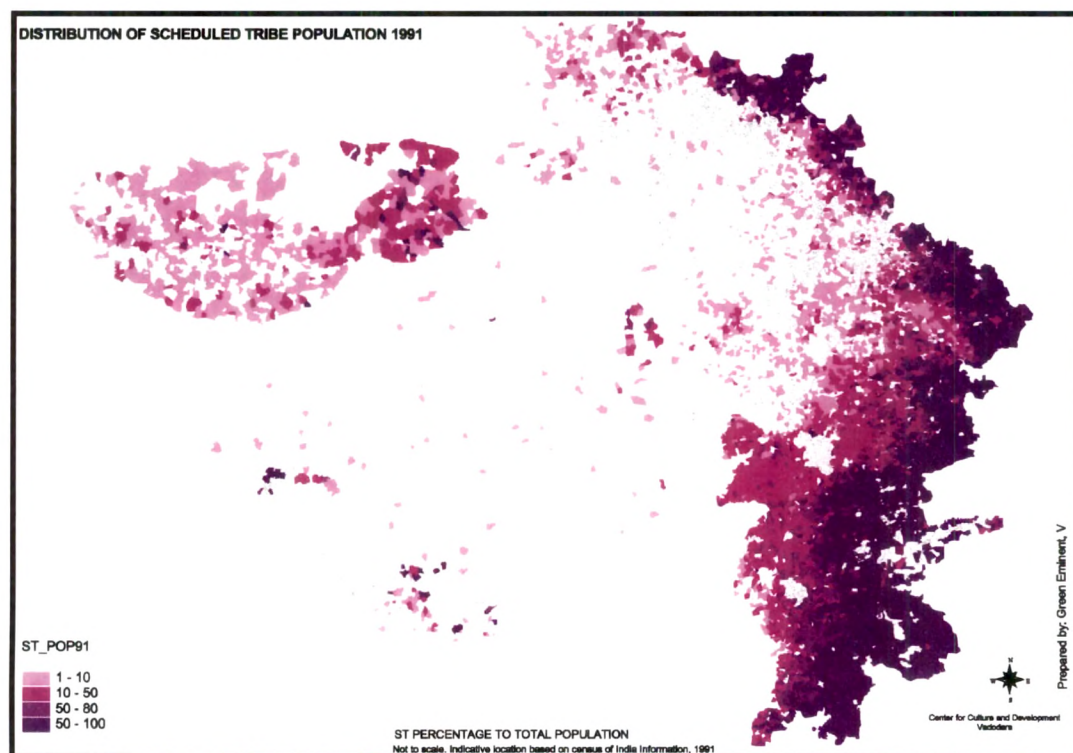 DISTRIBUTION OF SCHEDULED TRIBE POPULATION 1991
ST_POP91
1 - 10
10 - 50
50 - 80
50 - 100
ST PERCENTAGE TO TOTAL POPULATION
Not to scale. Indicative location based on census of India Information, 1991
Center for Culture and Development
Vadodara
Prepared by: Green Eminent, V